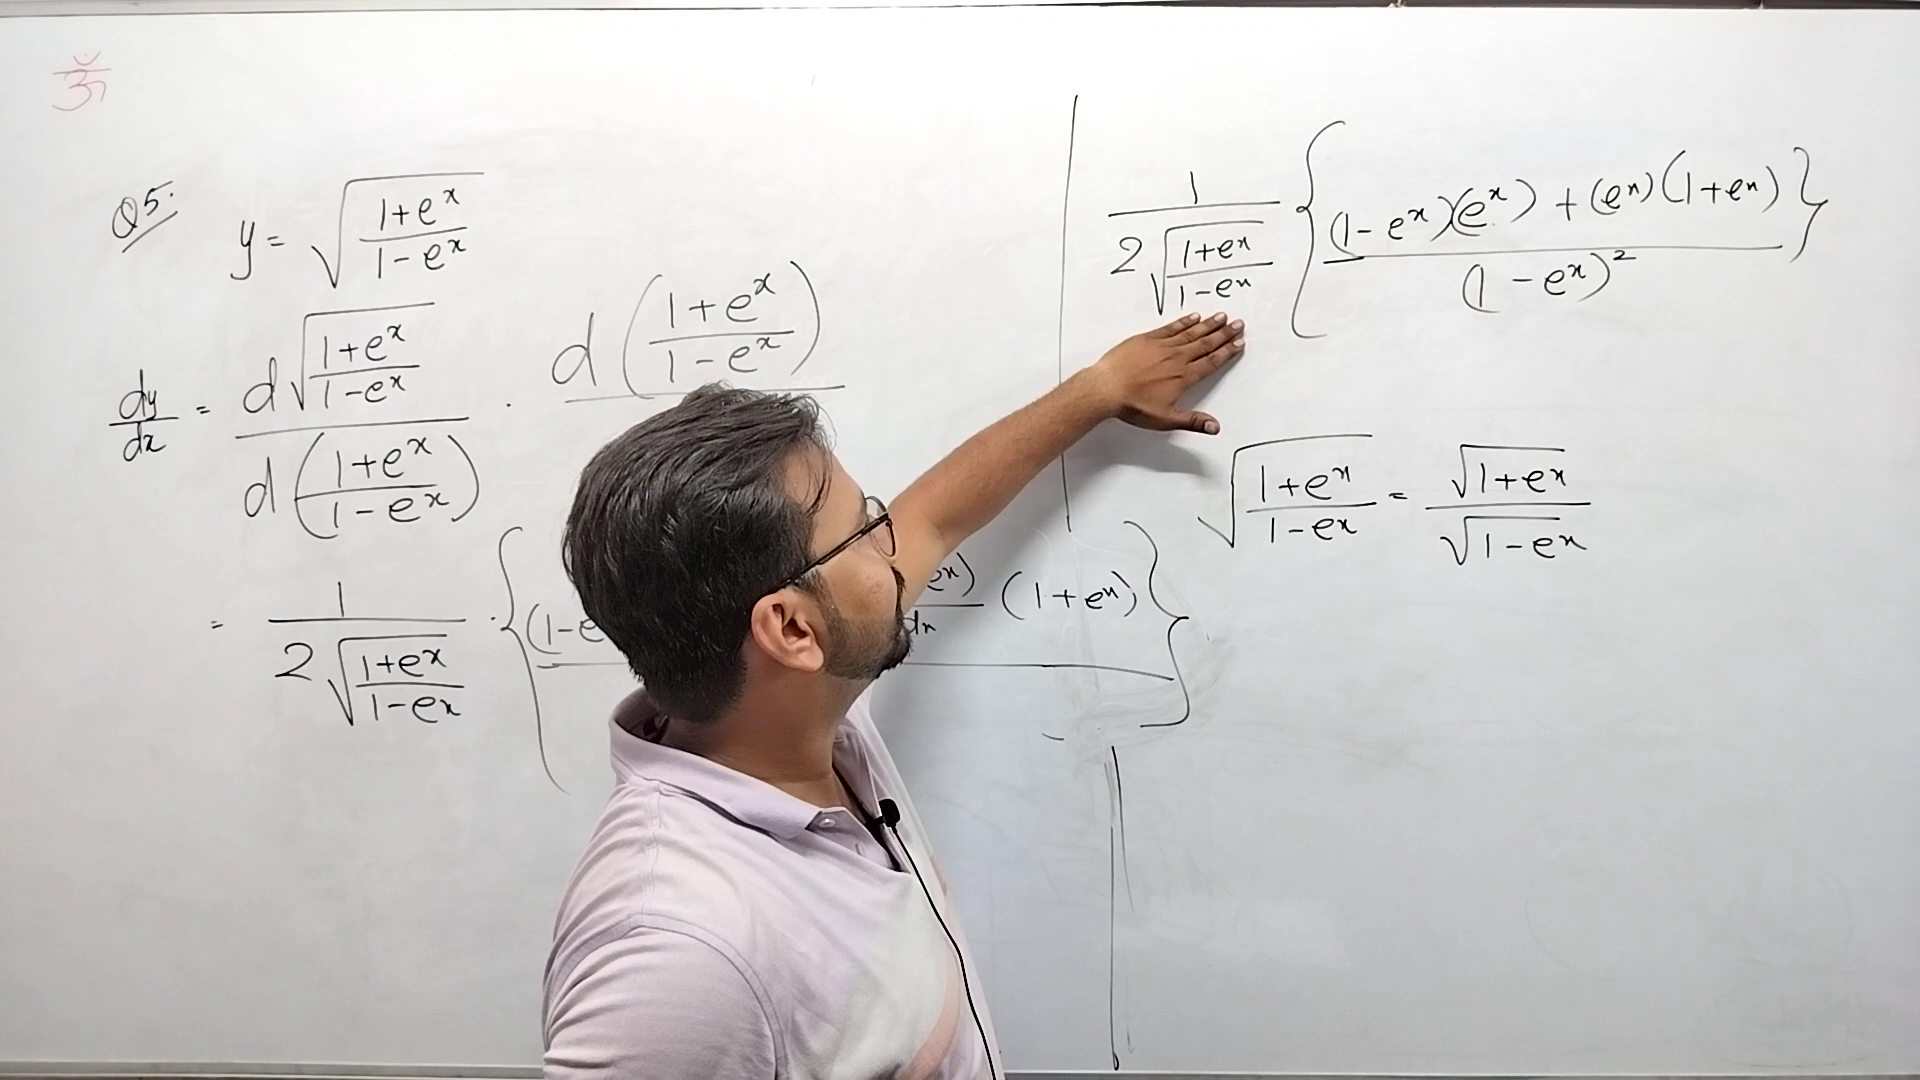 ॐ
Q5. y = √((1+e^x)/(1-e^x))
dy/dx = d√((1+e^x)/(1-e^x)) / d((1+e^x)/(1-e^x)) · d((1+e^x)/(1-e^x))
= 1/(2√((1+e^x)/(1-e^x))) · { (1-e e^x)/dx (1+e^x) }
1/(2√((1+e^x)/(1-e^x))) { ((1-e^x)(e^x) + (e^x)(1+e^x))/(1-e^x)^2 }
√((1+e^x)/(1-e^x)) = √(1+e^x)/√(1-e^x)